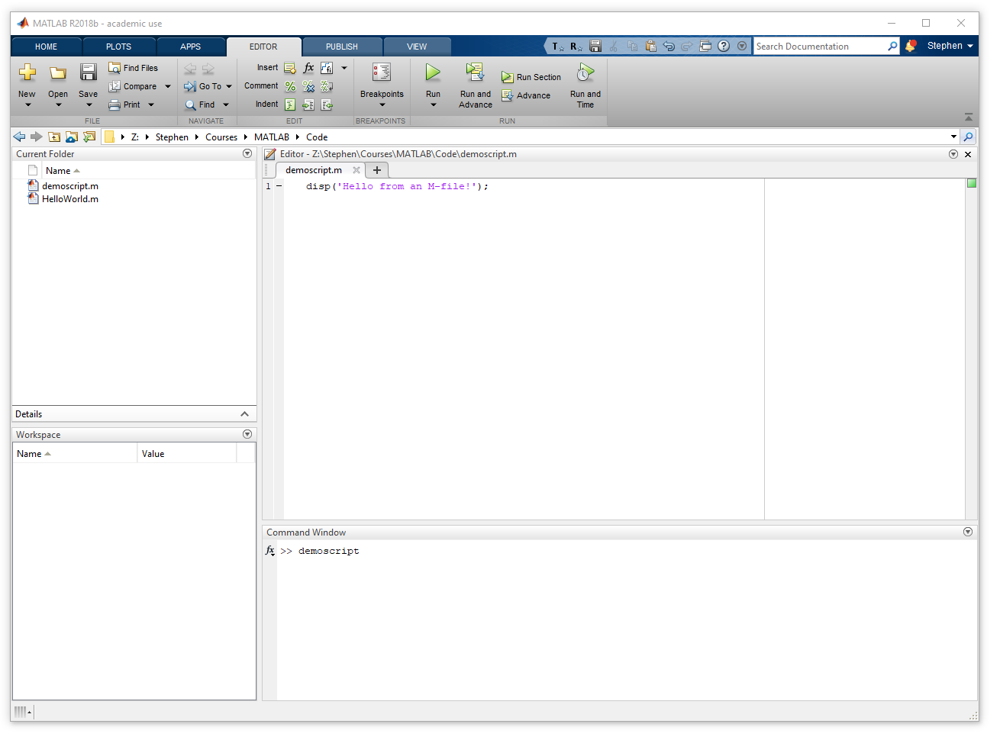 MATLAB R2018b - academic use
HOME PLOTS APPS EDITOR PUBLISH VIEW Search Documentation Stephen
New Open Save Find Files Compare Print
FILE
Go To Find
NAVIGATE
Insert fx
Comment
Indent
EDIT
Breakpoints
BREAKPOINTS
Run Run and Advance Run Section Advance Run and Time
RUN
Z: Stephen Courses MATLAB Code
Current Folder
Name
demoscript.m
HelloWorld.m
Details
Workspace
Name Value
Editor - Z:\Stephen\Courses\MATLAB\Code\demoscript.m
demoscript.m +
1 – disp('Hello from an M-file!');
Command Window
fx >> demoscript